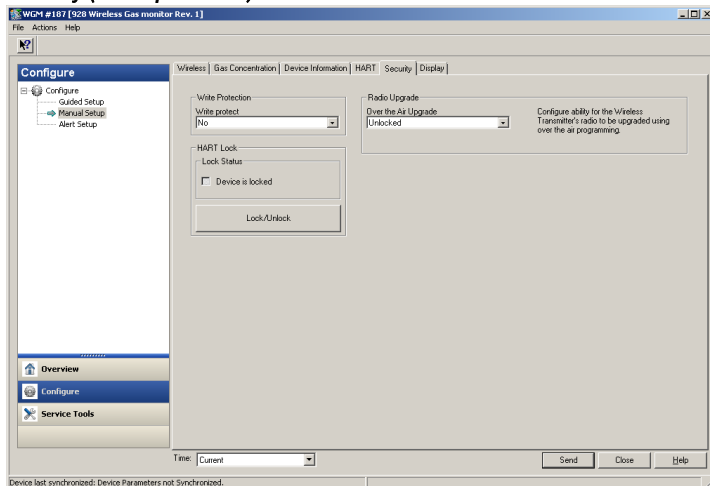 WGM #187 [928 Wireless Gas monitor Rev. 1]
File Actions Help
Configure
Configure
Guided Setup
Manual Setup
Alert Setup
Overview
Configure
Service Tools
Wireless Gas Concentration Device Information HART Security Display
Write Protection
Write protect
No
HART Lock
Lock Status
Device is locked
Lock/Unlock
Radio Upgrade
Over the Air Upgrade
Unlocked
Configure ability for the Wireless
Transmitter's radio to be upgraded using
over the air programming.
Time: Current
Send Close Help
Device last synchronized: Device Parameters not Synchronized.